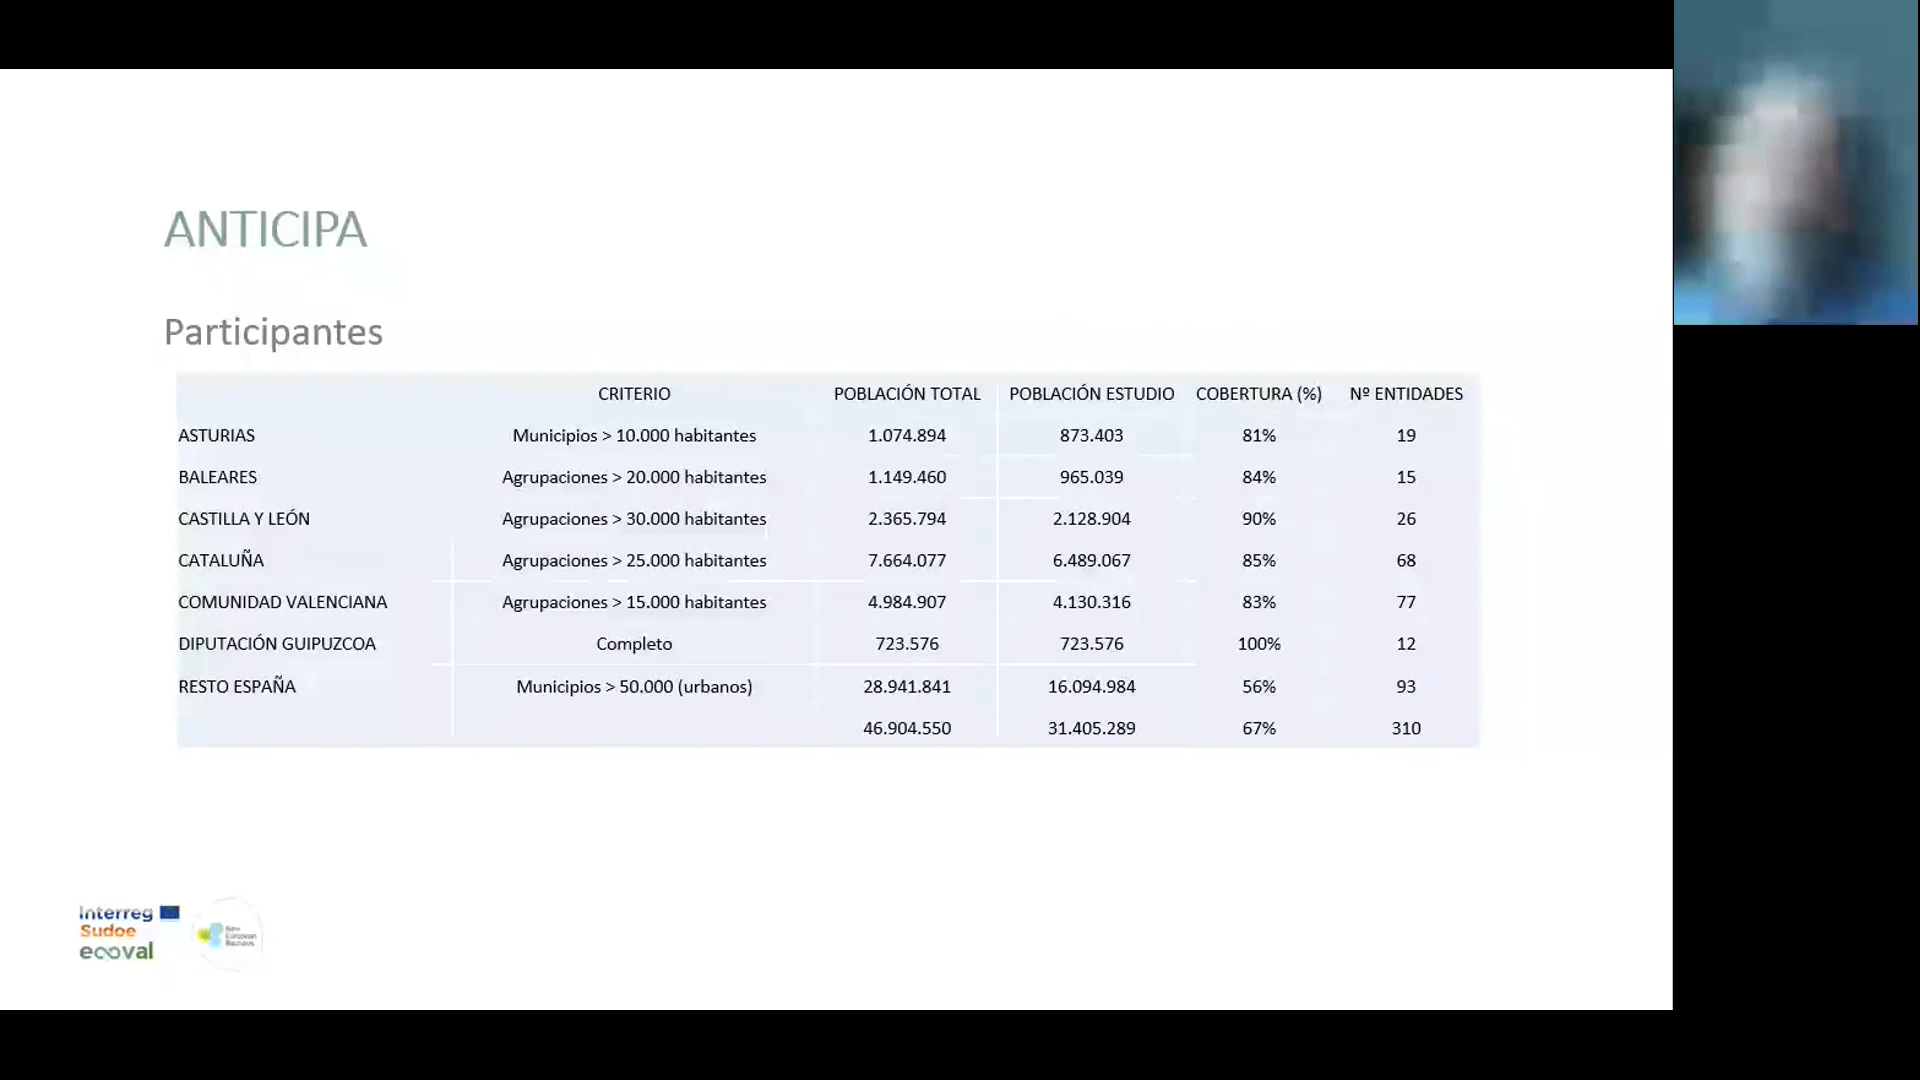 ANTICIPA
Participantes
CRITERIO POBLACIÓN TOTAL POBLACIÓN ESTUDIO COBERTURA (%) Nº ENTIDADES
ASTURIAS Municipios > 10.000 habitantes 1.074.894 873.403 81% 19
BALEARES Agrupaciones > 20.000 habitantes 1.149.460 965.039 84% 15
CASTILLA Y LEÓN Agrupaciones > 30.000 habitantes 2.365.794 2.128.904 90% 26
CATALUÑA Agrupaciones > 25.000 habitantes 7.664.077 6.489.067 85% 68
COMUNIDAD VALENCIANA Agrupaciones > 15.000 habitantes 4.984.907 4.130.316 83% 77
DIPUTACIÓN GUIPUZCOA Completo 723.576 723.576 100% 12
RESTO ESPAÑA Municipios > 50.000 (urbanos) 28.941.841 16.094.984 56% 93
46.904.550 31.405.289 67% 310
Interreg
Sudoe
ecoval
New
European
Bauhaus